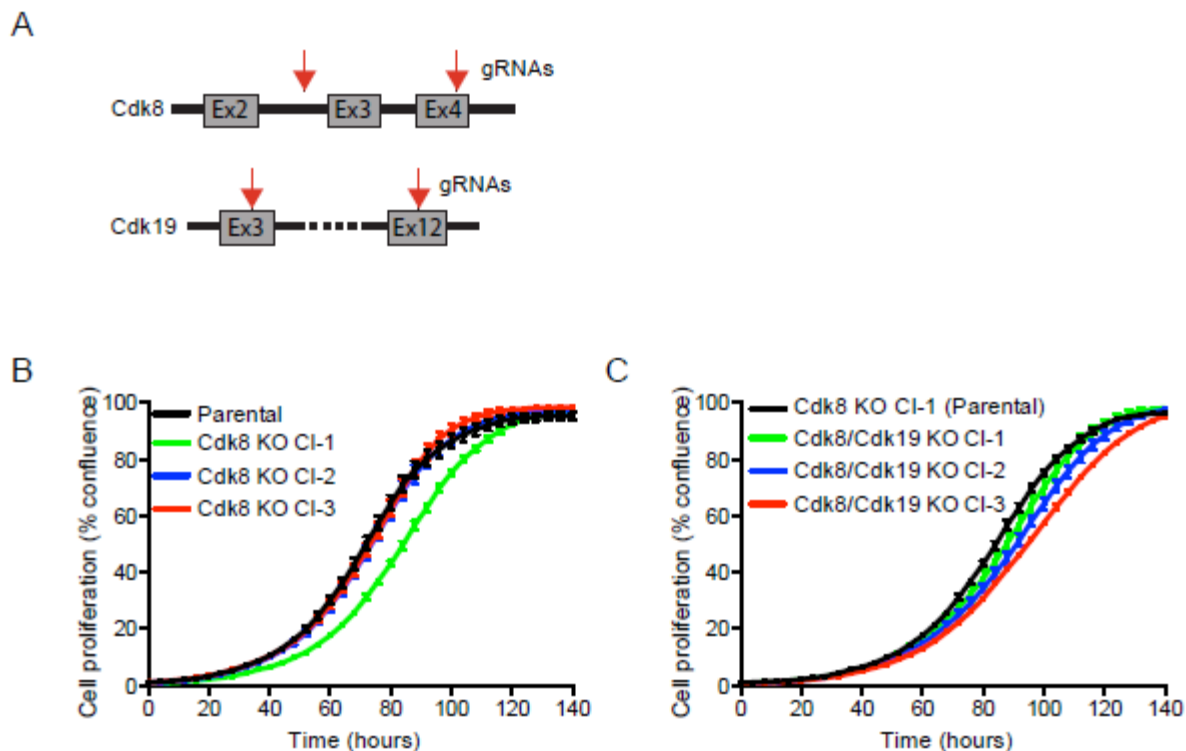 A
gRNAs
Cdk8 Ex2 Ex3 Ex4
gRNAs
Cdk19 Ex3 Ex12
B
Cell proliferation (% confluence)
100
80
60
40
20
0
Parental
Cdk8 KO Cl-1
Cdk8 KO Cl-2
Cdk8 KO Cl-3
0 20 40 60 80 100 120 140
Time (hours)
C
Cell proliferation (% confluence)
100
80
60
40
20
0
Cdk8 KO Cl-1 (Parental)
Cdk8/Cdk19 KO Cl-1
Cdk8/Cdk19 KO Cl-2
Cdk8/Cdk19 KO Cl-3
0 20 40 60 80 100 120 140
Time (hours)